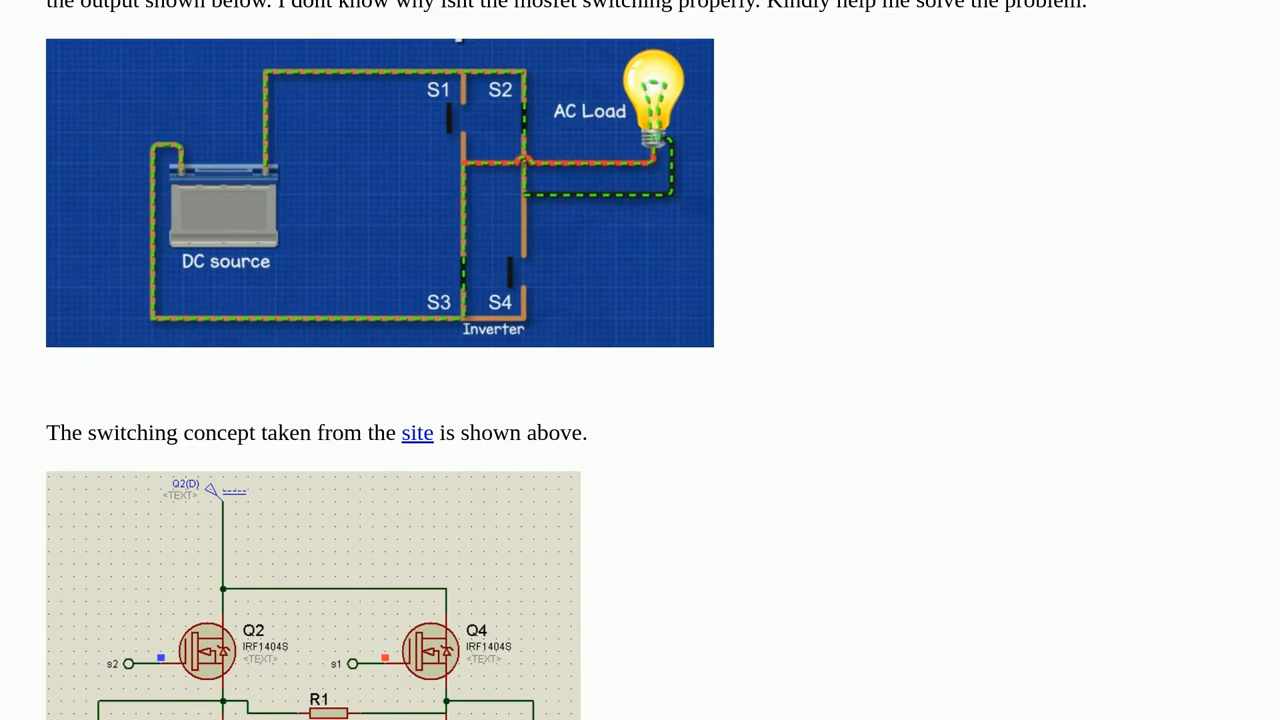 the output shown below. I dont know why isnt the mosfet switching properly. Kindly help me solve the problem.
S1 S2
AC Load
DC source
S3 S4
Inverter
The switching concept taken from the site is shown above.
Q2(D)
<TEXT>
Q2 Q4
IRF1404S IRF1404S
<TEXT> <TEXT>
s2 s1
R1